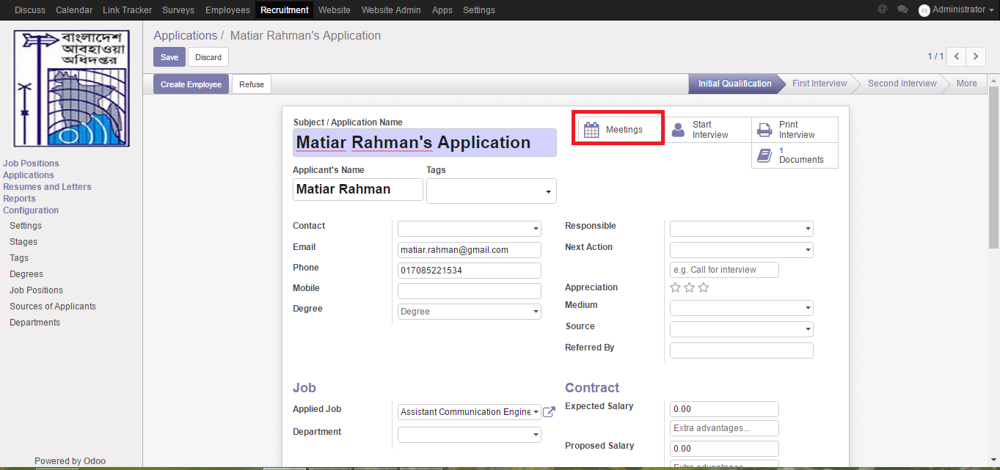 Discuss Calendar Link Tracker Surveys Employees Recruitment Website Website Admin Apps Settings @ Administrator
বাংলাদেশ
আবহাওয়া
অধিদপ্তর
Job Positions
Applications
Resumes and Letters
Reports
Configuration
Settings
Stages
Tags
Degrees
Job Positions
Sources of Applicants
Departments
Powered by Odoo
Applications / Matiar Rahman's Application
Save Discard
1 / 1
Create Employee Refuse
Initial Qualification First Interview Second Interview More
Subject / Application Name
Matiar Rahman's Application
Meetings
Start
Interview
Print
Interview
1
Documents
Applicant's Name Tags
Matiar Rahman
Contact
Email matiar.rahman@gmail.com
Phone 017085221534
Mobile
Degree Degree
Responsible
Next Action
e.g. Call for interview
Appreciation
Medium
Source
Referred By
Job
Applied Job Assistant Communication Engine
Department
Contract
Expected Salary 0.00
Extra advantages...
Proposed Salary 0.00
Extra advantages...